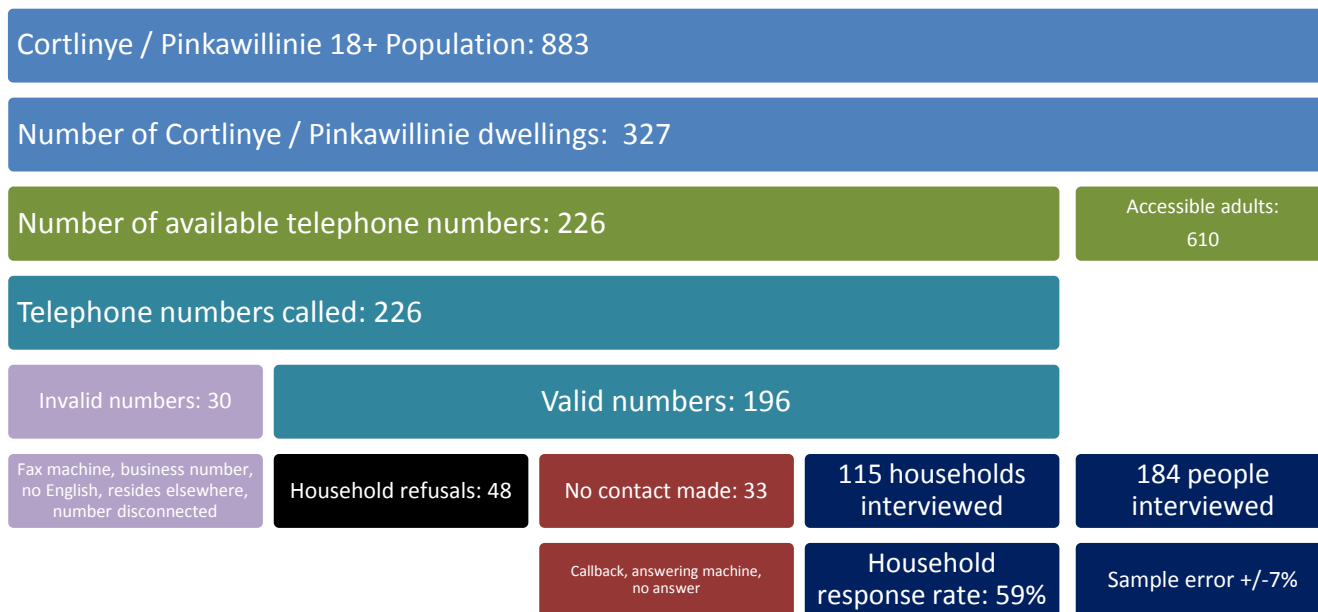 Cortlinye / Pinkawillinie 18+ Population: 883
Number of Cortlinye / Pinkawillinie dwellings: 327
Number of available telephone numbers: 226
Accessible adults:
610
Telephone numbers called: 226
Invalid numbers: 30
Valid numbers: 196
Fax machine, business number,
no English, resides elsewhere,
number disconnected
Household refusals: 48
No contact made: 33
115 households
interviewed
184 people
interviewed
Callback, answering machine,
no answer
Household
response rate: 59%
Sample error +/-7%